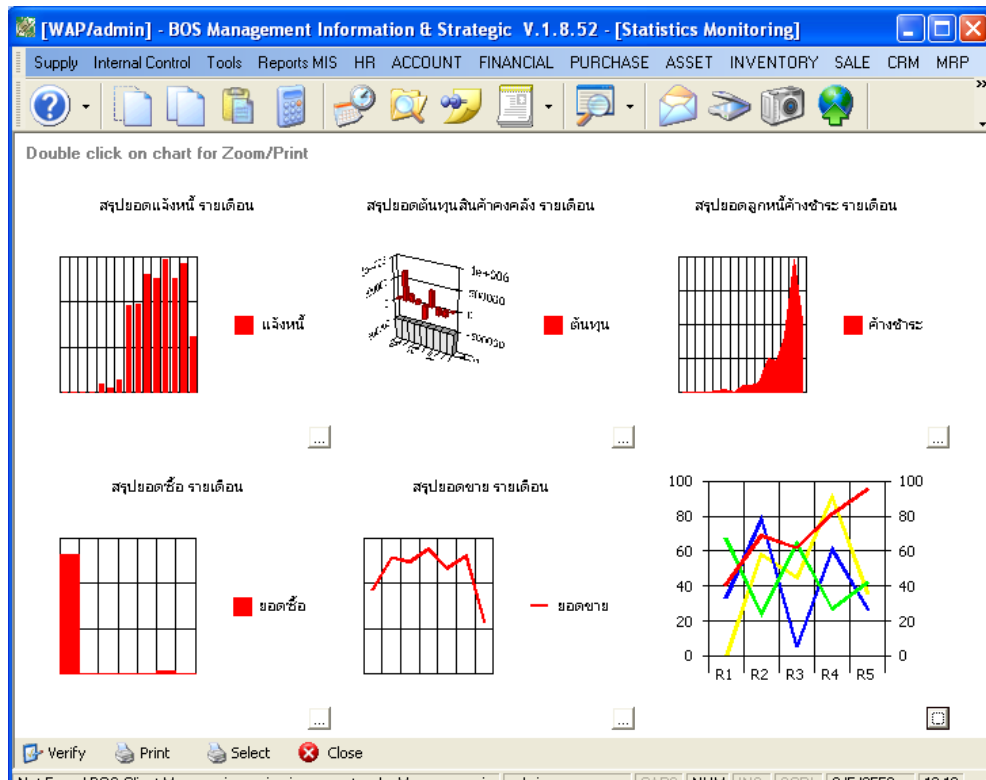 [WAP/admin] - BOS Management Information & Strategic V.1.8.52 - [Statistics Monitoring]
Supply Internal Control Tools Reports MIS HR ACCOUNT FINANCIAL PURCHASE ASSET INVENTORY SALE CRM MRP
Double click on chart for Zoom/Print
สรุปยอดแจ้งหนี้ รายเดือน
สรุปยอดต้นทุนสินค้าคงคลัง รายเดือน
สรุปยอดลูกหนี้ค้างชำระ รายเดือน
แจ้งหนี้
1e+006
500000
0
-500000
ต้นทุน
ค้างชำระ
...
...
...
สรุปยอดซื้อ รายเดือน
สรุปยอดขาย รายเดือน
ยอดซื้อ
ยอดขาย
100 100
80 80
60 60
40 40
20 20
0 0
R1 R2 R3 R4 R5
...
...
Verify Print Select Close